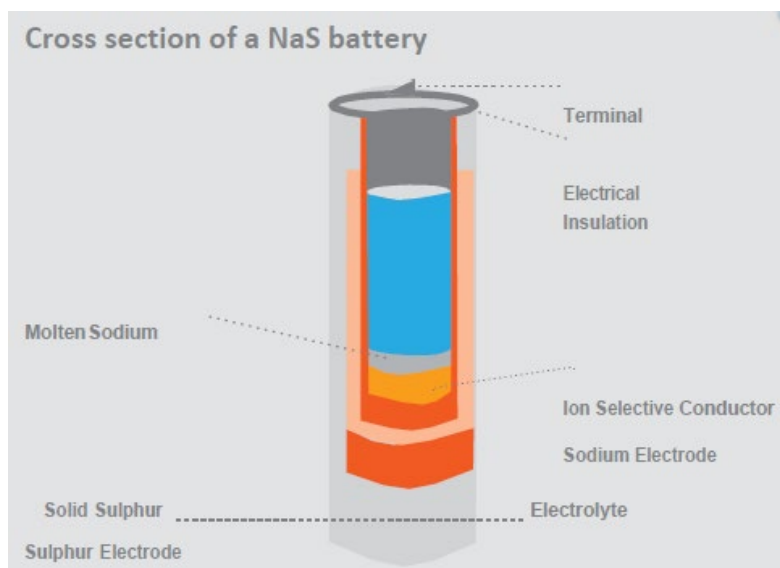 Cross section of a NaS battery
Terminal
Electrical
Insulation
Molten Sodium
Ion Selective Conductor
Sodium Electrode
Solid Sulphur
Electrolyte
Sulphur Electrode